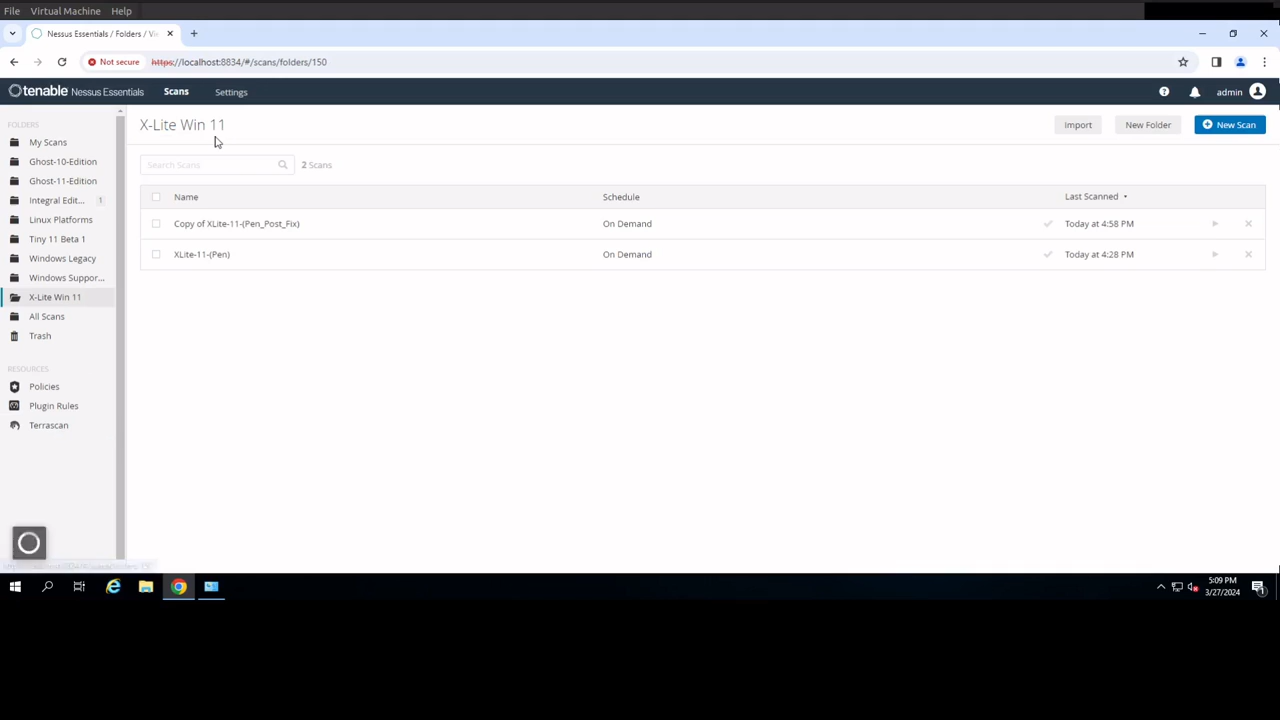 File Virtual Machine Help
Nessus Essentials / Folders / Vie
Not secure https://localhost:8834/#/scans/folders/150
tenable Nessus Essentials Scans Settings admin
FOLDERS
My Scans
Ghost-10-Edition
Ghost-11-Edition
Integral Edit... 1
Linux Platforms
Tiny 11 Beta 1
Windows Legacy
Windows Suppor...
X-Lite Win 11
All Scans
Trash
RESOURCES
Policies
Plugin Rules
Terrascan
X-Lite Win 11
Import New Folder New Scan
Search Scans 2 Scans
Name Schedule Last Scanned
Copy of XLite-11-(Pen_Post_Fix) On Demand Today at 4:58 PM
XLite-11-(Pen) On Demand Today at 4:28 PM
5:09 PM
3/27/2024
1